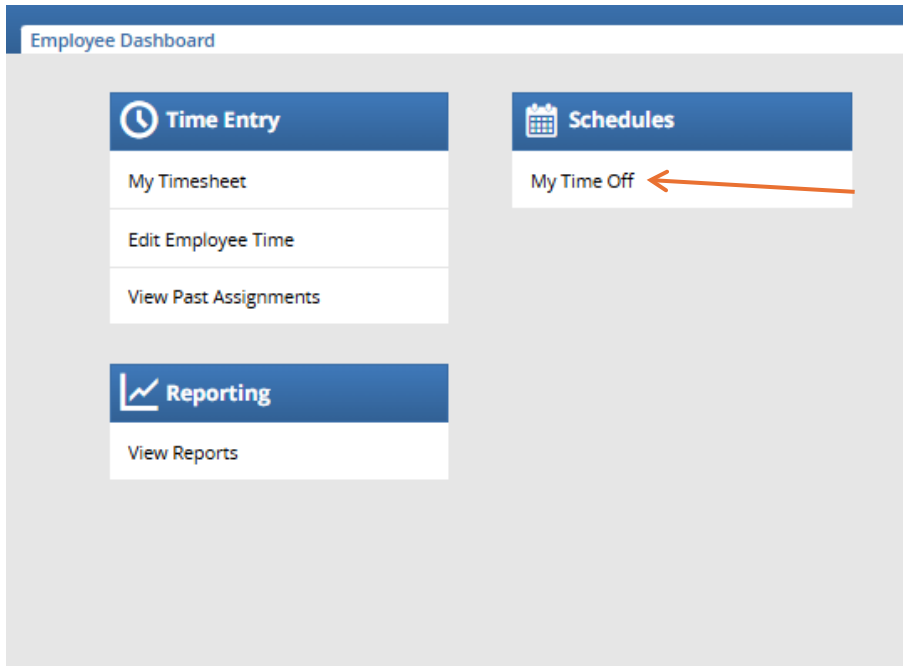 Employee Dashboard
Time Entry
My Timesheet
Edit Employee Time
View Past Assignments
Schedules
My Time Off
Reporting
View Reports